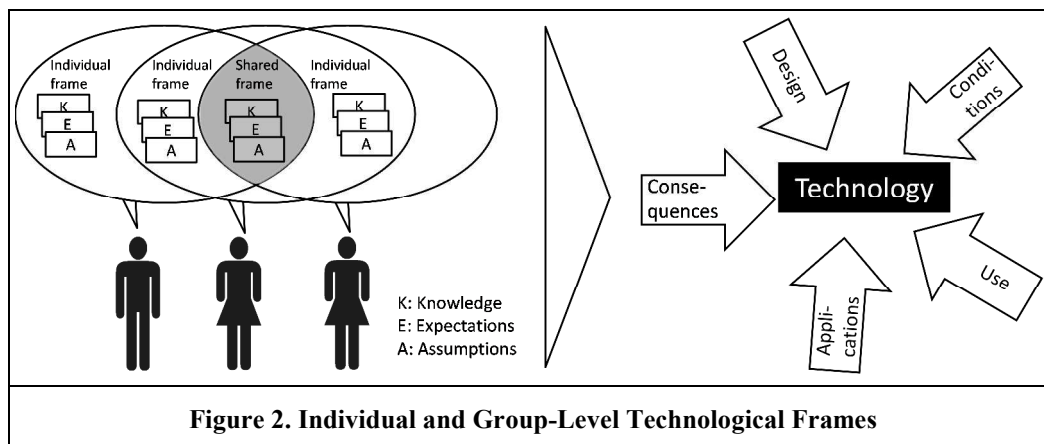 Individual
frame
K
E
A
Individual
frame
K
E
A
Shared
frame
K
E
A
Individual
frame
K
E
A
K: Knowledge
E: Expectations
A: Assumptions
Design
Condi-
tions
Conse-
quences
Technology
Use
Appli-
cations
Figure 2. Individual and Group-Level Technological Frames